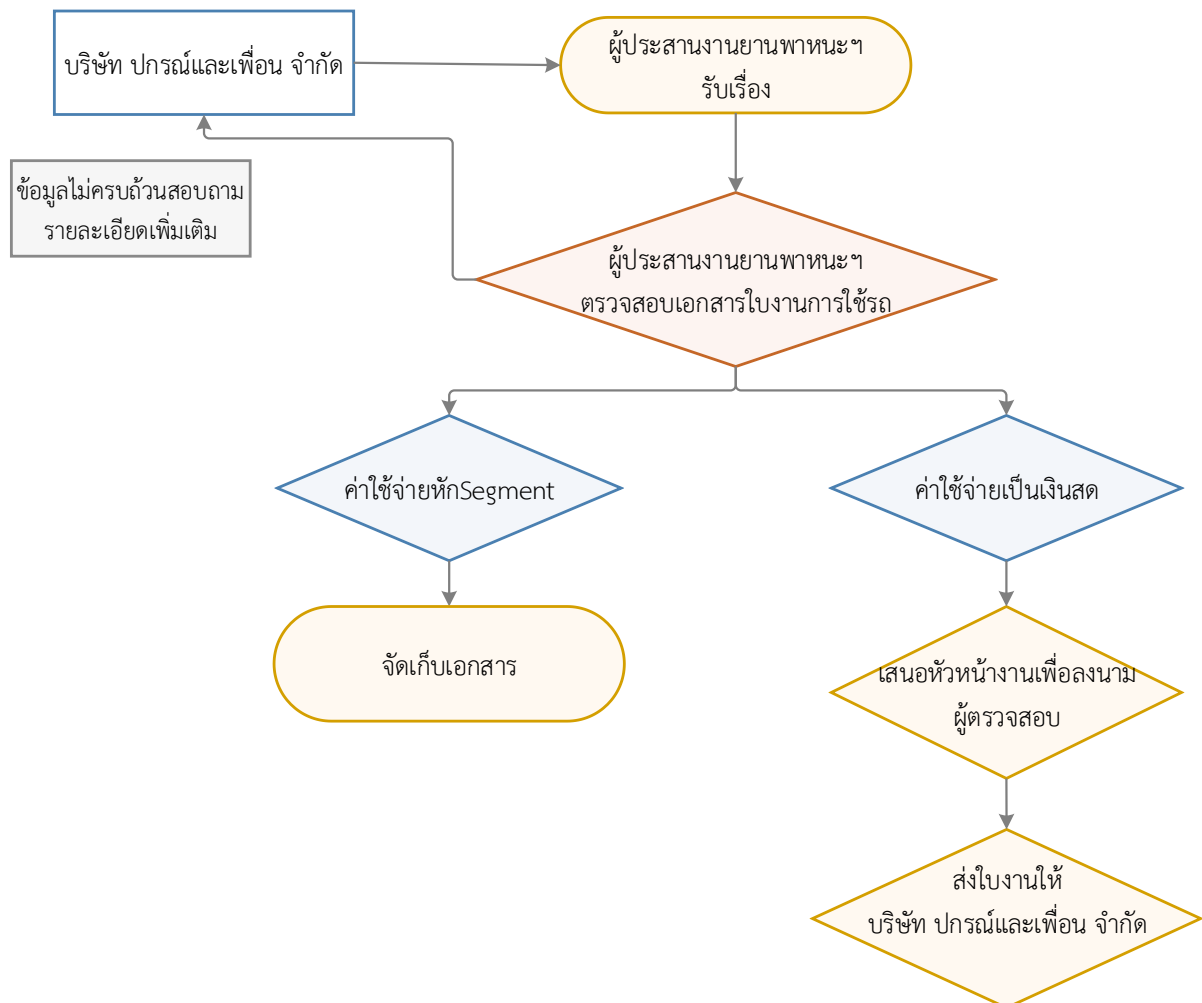 บริษัท ปกรณ์และเพื่อน จำกัด
ผู้ประสานงานยานพาหนะฯ
รับเรื่อง
ข้อมูลไม่ครบถ้วนสอบถาม
รายละเอียดเพิ่มเติม
ผู้ประสานงานยานพาหนะฯ
ตรวจสอบเอกสารใบงานการใช้รถ
ค่าใช้จ่ายหักSegment
ค่าใช้จ่ายเป็นเงินสด
จัดเก็บเอกสาร
เสนอหัวหน้างานเพื่อลงนาม
ผู้ตรวจสอบ
ส่งใบงานให้
บริษัท ปกรณ์และเพื่อน จำกัด